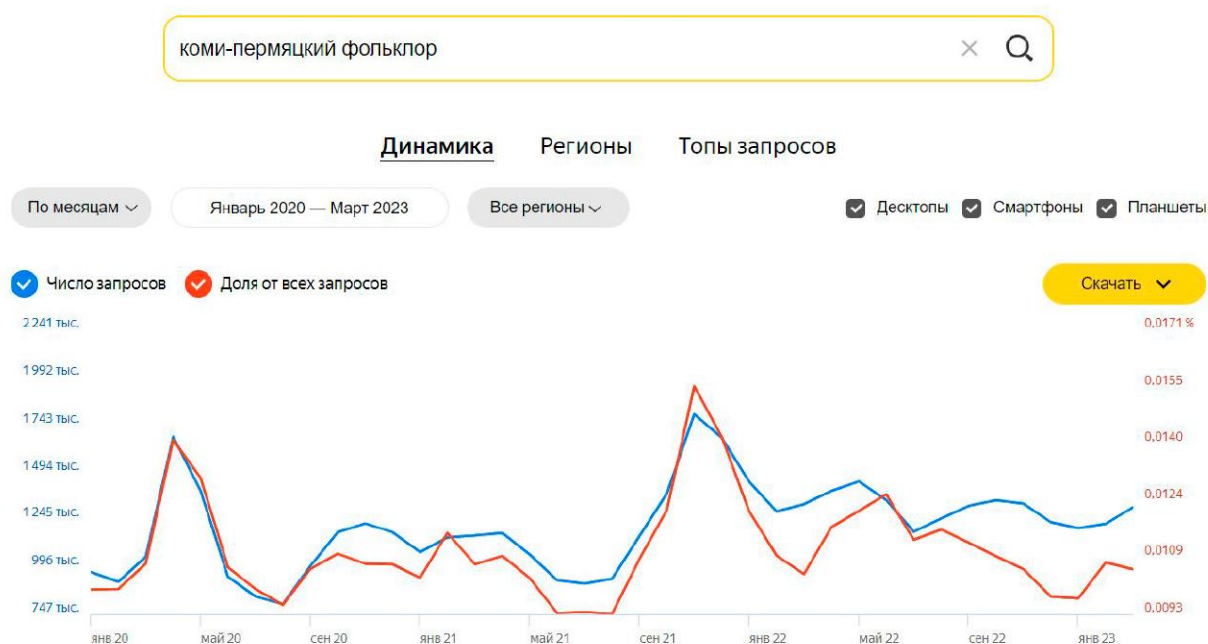 коми-пермяцкий фольклор
Динамика Регионы Топы запросов
По месяцам Январь 2020 — Март 2023 Все регионы Десктопы Смартфоны Планшеты
Число запросов Доля от всех запросов Скачать
2 241 тыс. 0,0171 %
1 992 тыс. 0,0155
1 743 тыс. 0,0140
1 494 тыс. 0,0124
1 245 тыс. 0,0109
996 тыс. 0,0093
747 тыс.
янв 20 май 20 сен 20 янв 21 май 21 сен 21 янв 22 май 22 сен 22 янв 23